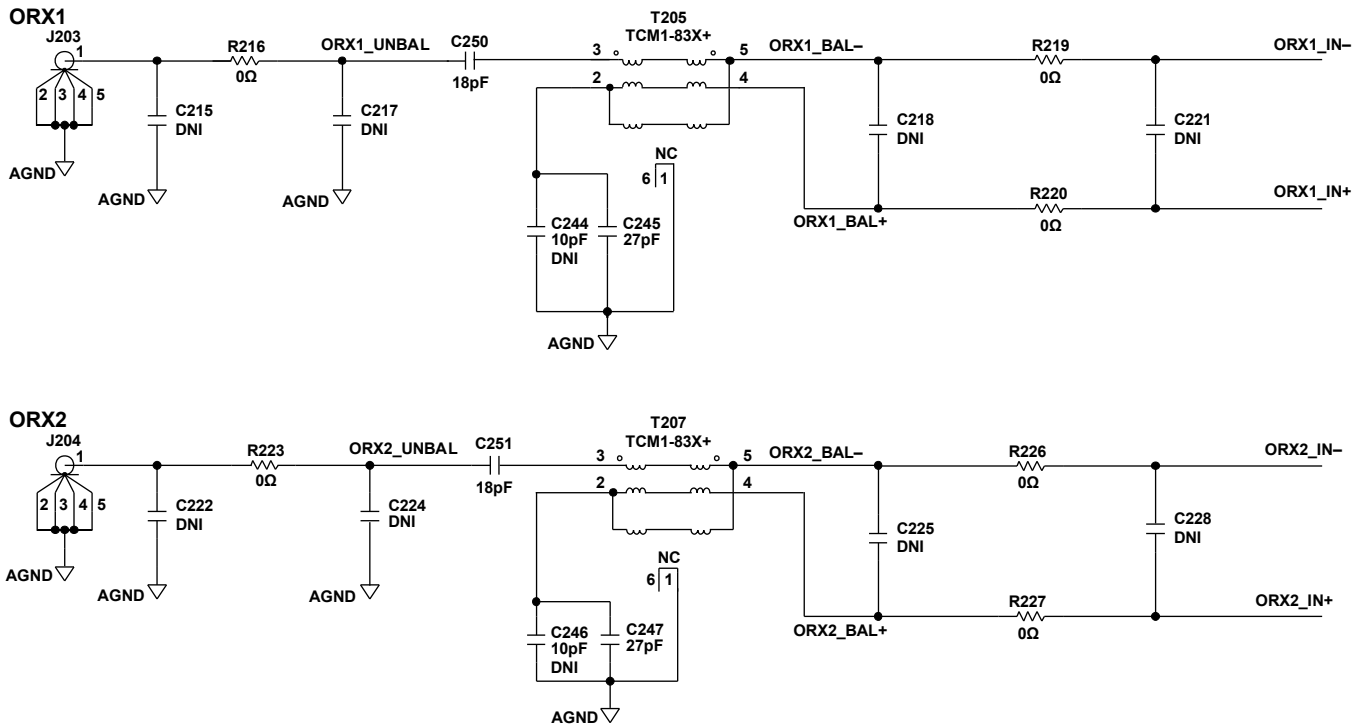 ORX1
J203
1
2 3 4 5
AGND
C215
DNI
AGND
R216
0Ω
ORX1_UNBAL
C217
DNI
AGND
C250
18pF
T205
TCM1-83X+
3
5
2
4
NC
6 1
C244
10pF
DNI
C245
27pF
AGND
ORX1_BAL–
ORX1_BAL+
C218
DNI
R219
0Ω
R220
0Ω
C221
DNI
ORX1_IN–
ORX1_IN+
ORX2
J204
1
2 3 4 5
AGND
C222
DNI
AGND
R223
0Ω
ORX2_UNBAL
C224
DNI
AGND
C251
18pF
T207
TCM1-83X+
3
5
2
4
NC
6 1
C246
10pF
DNI
C247
27pF
AGND
ORX2_BAL–
ORX2_BAL+
C225
DNI
R226
0Ω
R227
0Ω
C228
DNI
ORX2_IN–
ORX2_IN+